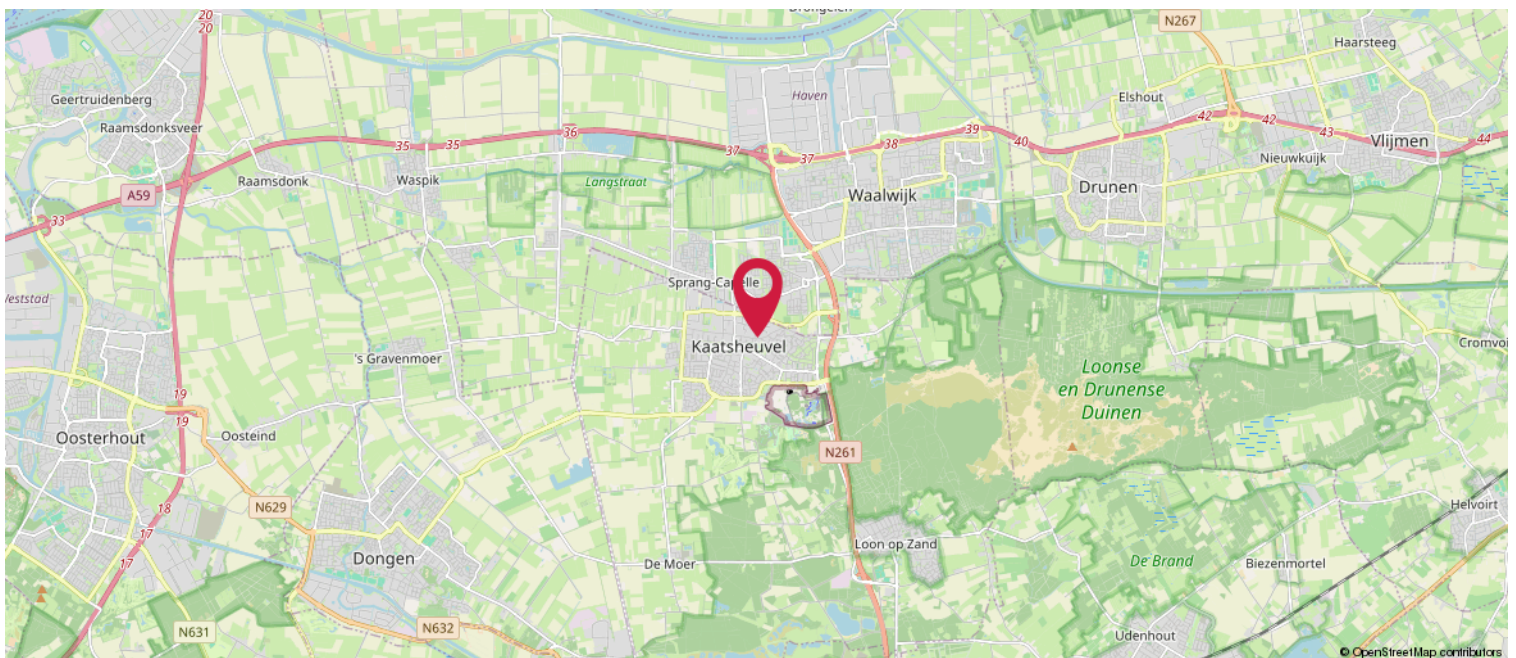 Drongelen
20
20
N267
Haarsteeg
Geertruidenberg
Haven
Elshout
Raamsdonksveer
42
42
43
44
36
39
40
Vlijmen
35
35
37
37
38
Nieuwkuijk
Raamsdonk
Waspik
Langstraat
Drunen
A59
Waalwijk
33
Sprang-Capelle
Weststad
Kaatsheuvel
Cromvoi
's Gravenmoer
Loonse
en Drunense
Duinen
19
19
Oosterhout
Oosteind
N261
18
N629
Helvoirt
17
17
Dongen
Loon op Zand
De Moer
De Brand
Biezenmortel
N631
N632
Udenhout
© OpenStreetMap contributors